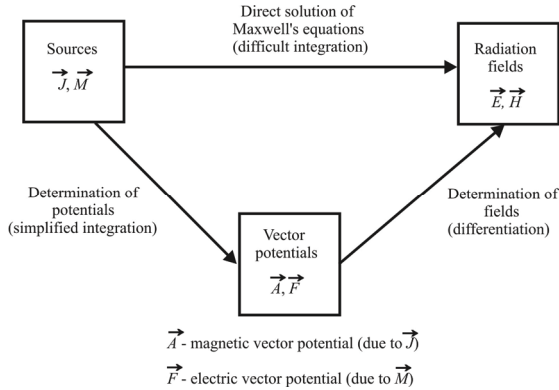 Direct solution of
Maxwell's equations
(difficult integration)
Sources
J, M
Radiation
fields
E, H
Determination of
potentials
(simplified integration)
Determination of
fields
(differentiation)
Vector
potentials
A, F
A - magnetic vector potential (due to J)
F - electric vector potential (due to M)